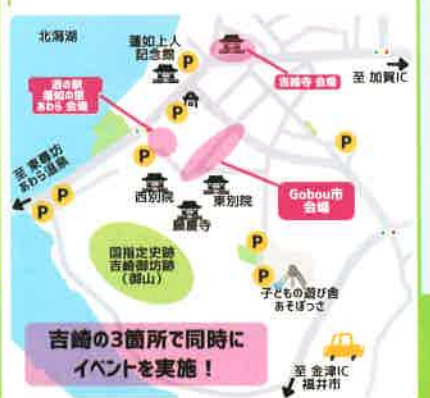 北潟湖
蓮如上人
記念館
P
吉崎寺 会場
至 加賀IC
道の駅
蓮如の里
あわら 会場
P
P
P
至 東尋坊
あわら温泉
P
P
西別院
願慶寺
東別院
Gobou市
会場
国指定史跡
吉崎御坊跡
(御山)
P
P
子どもの遊び舎
あそぼっさ
吉崎の3箇所で同時に
イベントを実施!
至 金津IC
福井市